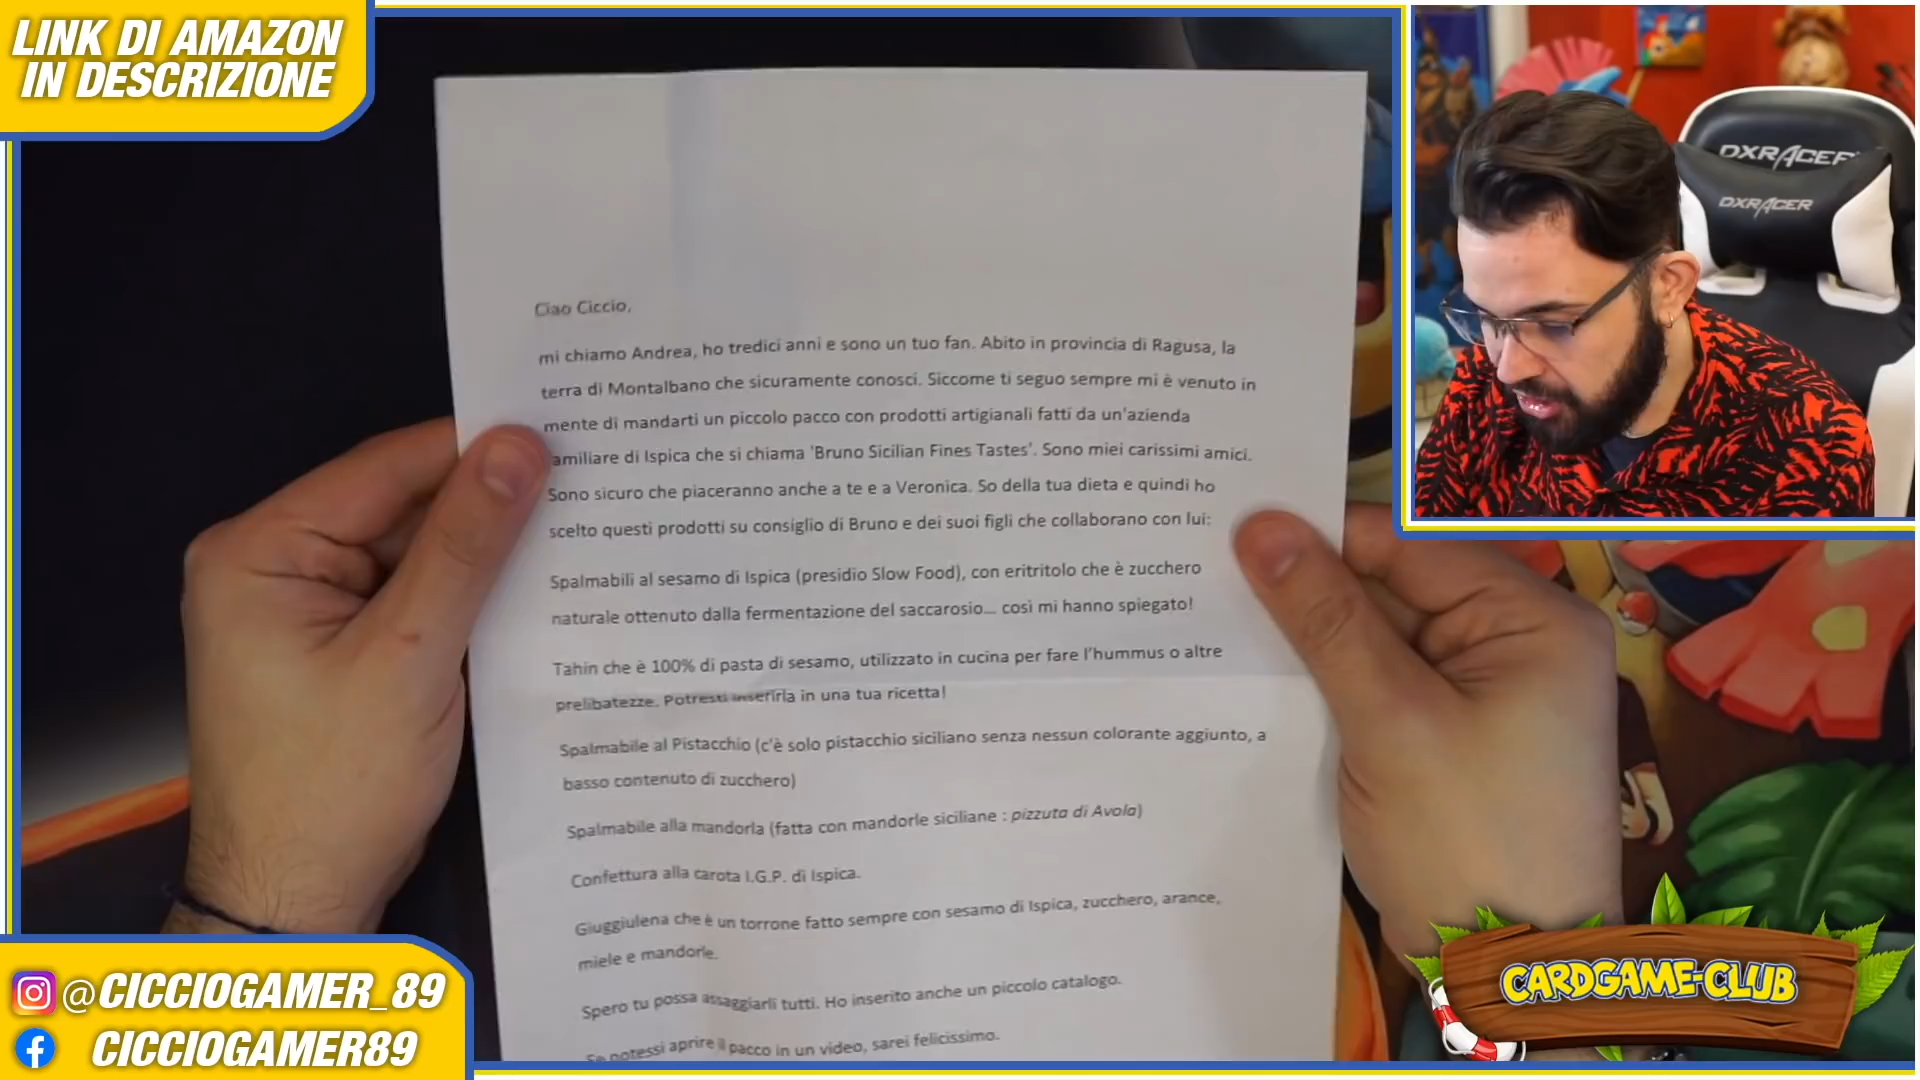 LINK DI AMAZON
IN DESCRIZIONE
DXRACER
DXRACER
Ciao Ciccio,
mi chiamo Andrea, ho tredici anni e sono un tuo fan. Abito in provincia di Ragusa, la
terra di Montalbano che sicuramente conosci. Siccome ti seguo sempre mi è venuto in
mente di mandarti un piccolo pacco con prodotti artigianali fatti da un'azienda
amiliare di Ispica che si chiama 'Bruno Sicilian Fines Tastes'. Sono miei carissimi amici.
Sono sicuro che piaceranno anche a te e a Veronica. So della tua dieta e quindi ho
scelto questi prodotti su consiglio di Bruno e dei suoi figli che collaborano con lui:
Spalmabili al sesamo di Ispica (presidio Slow Food), con eritritolo che è zucchero
naturale ottenuto dalla fermentazione del saccarosio... così mi hanno spiegato!
Tahin che è 100% di pasta di sesamo, utilizzato in cucina per fare l'hummus o altre
prelibatezze. Potresti inserirla in una tua ricetta!
Spalmabile al Pistacchio (c'è solo pistacchio siciliano senza nessun colorante aggiunto, a
basso contenuto di zucchero)
Spalmabile alla mandorla (fatta con mandorle siciliane : pizzuta di Avola)
Confettura alla carota I.G.P. di Ispica.
Giuggiulena che è un torrone fatto sempre con sesamo di Ispica, zucchero, arance,
miele e mandorle.
Spero tu possa assaggiarli tutti. Ho inserito anche un piccolo catalogo.
Se potessi aprire il pacco in un video, sarei felicissimo.
@CICCIOGAMER_89
CICCIOGAMER89
CARDGAME-CLUB